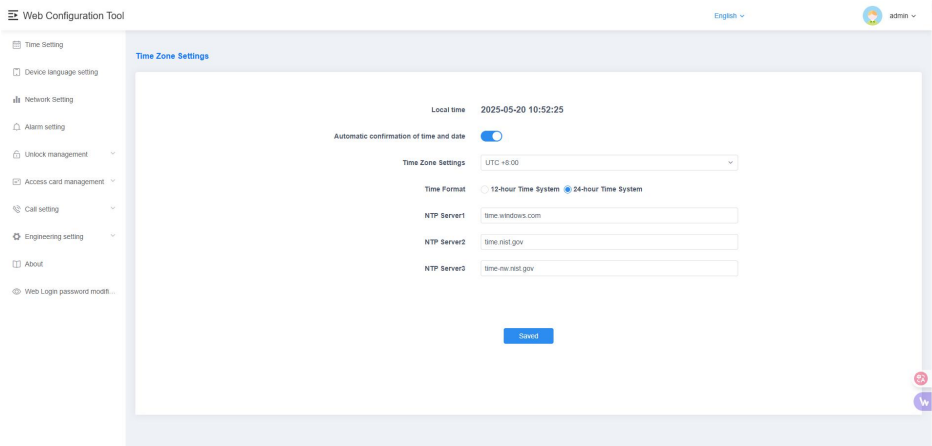 Web Configuration Tool
English
admin
Time Setting
Device language setting
Network Setting
Alarm setting
Unlock management
Access card management
Call setting
Engineering setting
About
Web Login password modifi...
Time Zone Settings
Local time 2025-05-20 10:52:25
Automatic confirmation of time and date
Time Zone Settings UTC +8:00
Time Format 12-hour Time System 24-hour Time System
NTP Server1 time.windows.com
NTP Server2 time.nist.gov
NTP Server3 time-nw.nist.gov
Saved